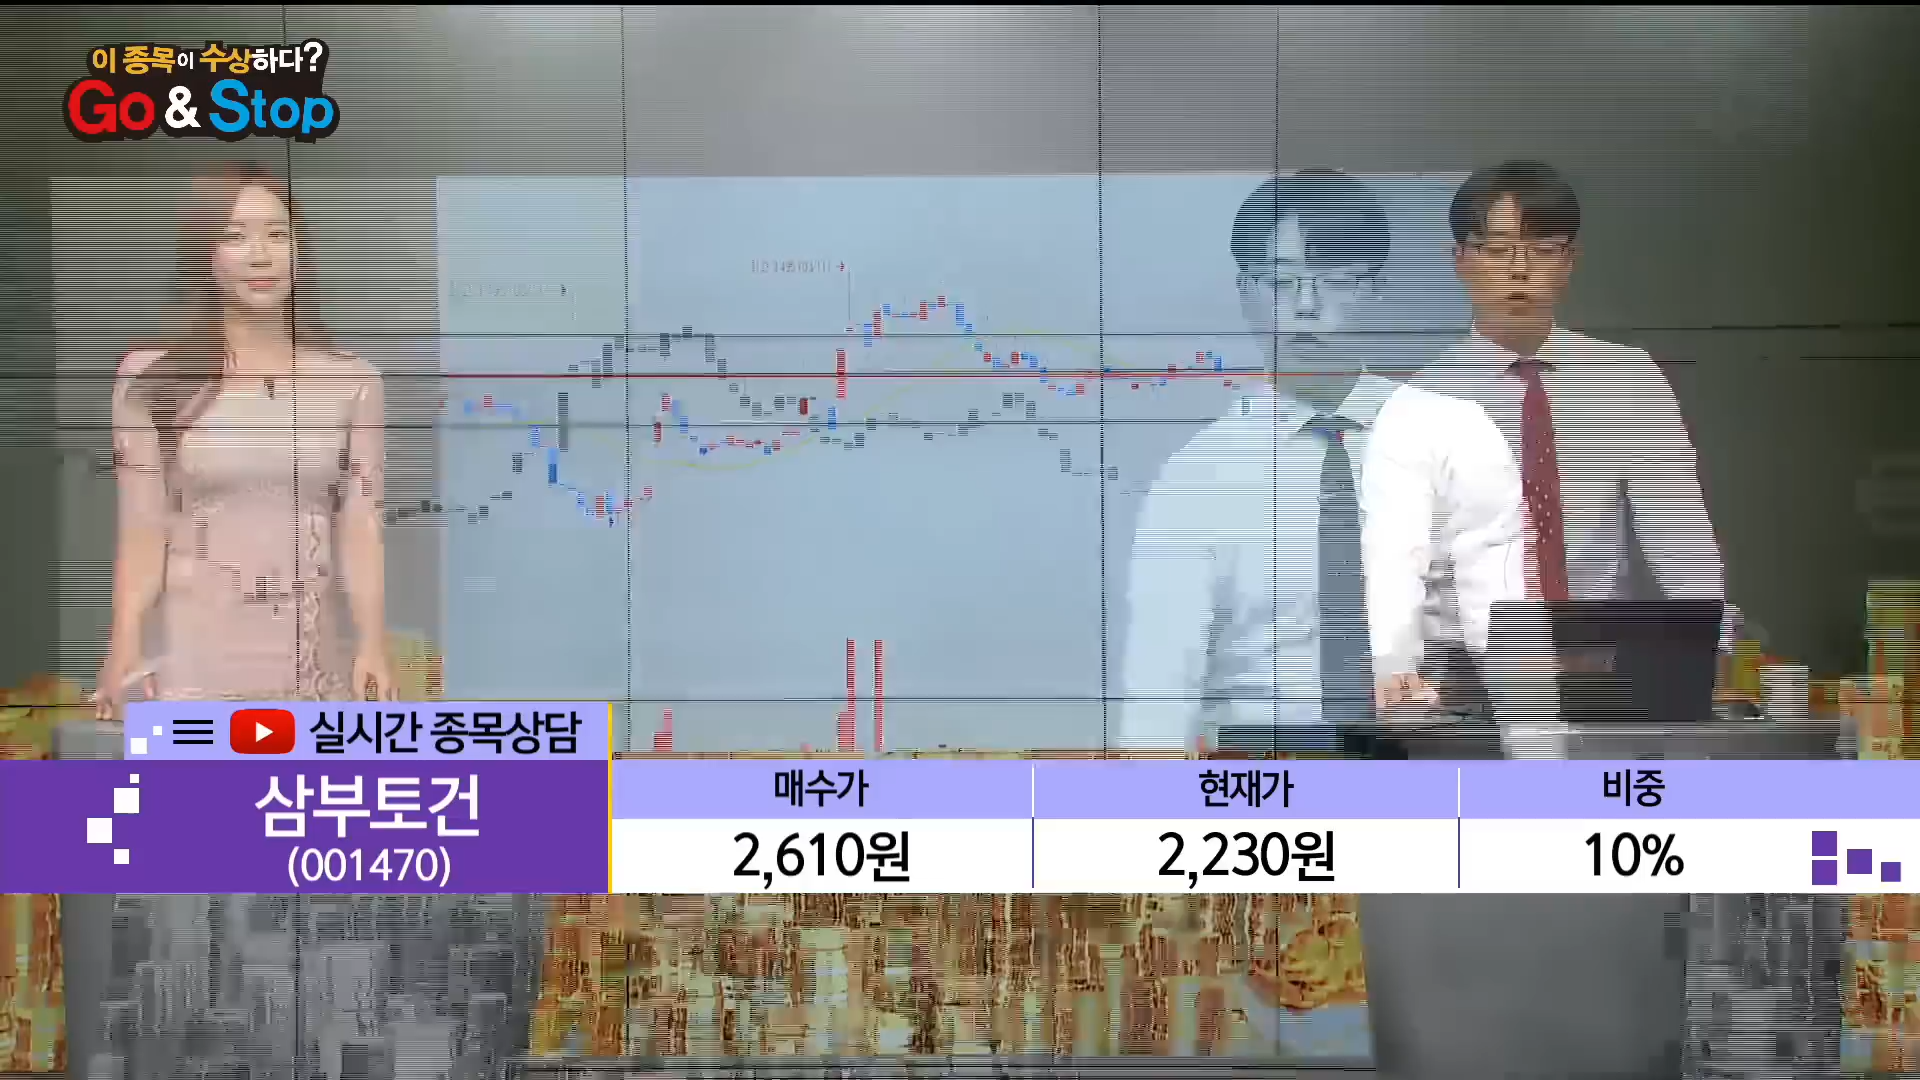 이 종목이 수상하다?
Go & Stop
실시간 종목상담
삼부토건
(001470)
매수가
현재가
비중
2,610원
2,230원
10%